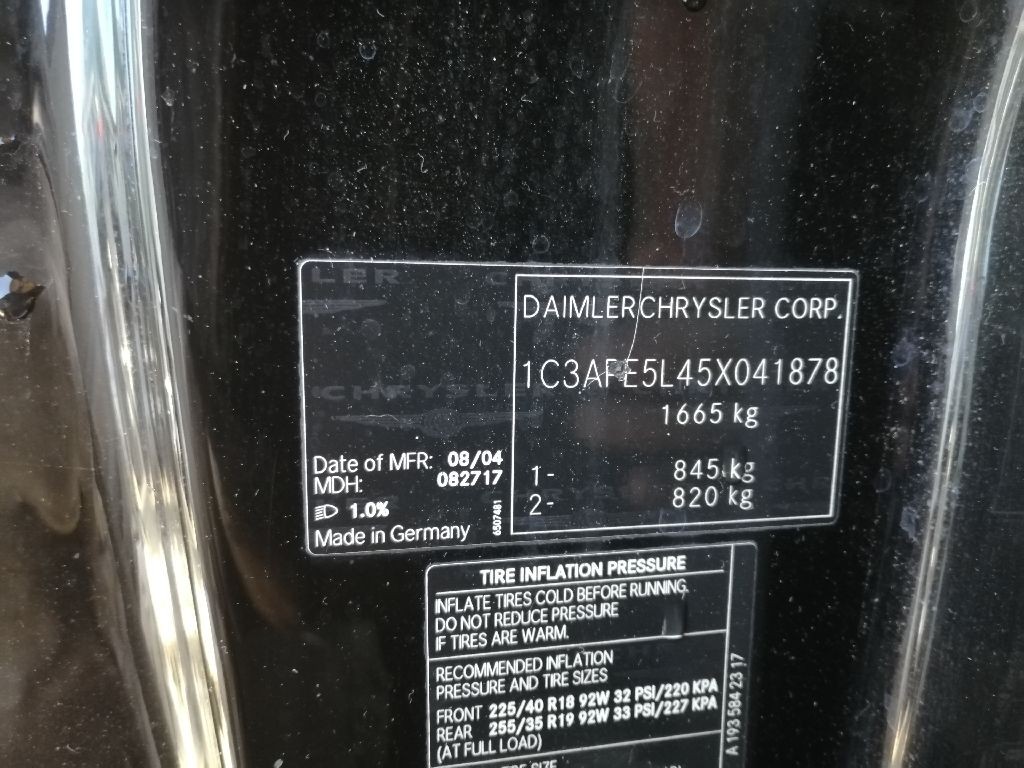 DAIMLERCHRYSLER CORP.
1C3AFE5L45X041878
1665 kg
1- 845 kg
2- 820 kg
CHRYSLER
Date of MFR: 08/04
MDH: 082717
1.0%
Made in Germany
6507481
TIRE INFLATION PRESSURE
INFLATE TIRES COLD BEFORE RUNNING.
DO NOT REDUCE PRESSURE
IF TIRES ARE WARM.
RECOMMENDED INFLATION
PRESSURE AND TIRE SIZES
FRONT 225/40 R18 92W 32 PSI/220 KPA
REAR 255/35 R19 92W 33 PSI/227 KPA
(AT FULL LOAD)
A 193 584 23 17